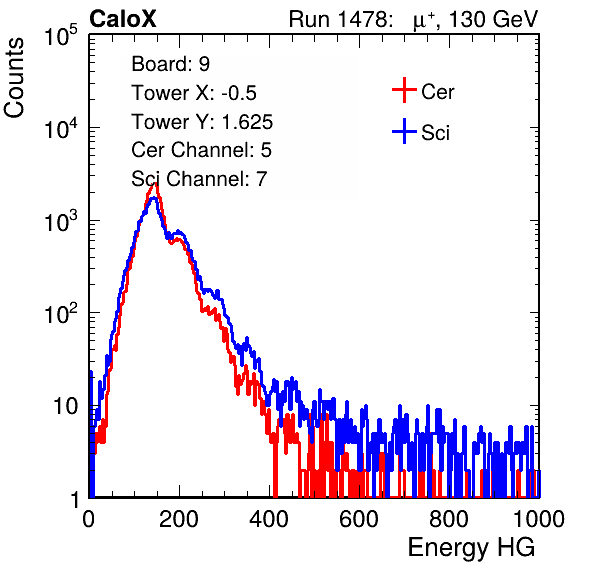 CaloX Run 1478: μ⁺, 130 GeV
Counts
Board: 9
Tower X: -0.5
Tower Y: 1.625
Cer Channel: 5
Sci Channel: 7
Cer
Sci
10⁵
10⁴
10³
10²
10
1
0 200 400 600 800 1000
Energy HG